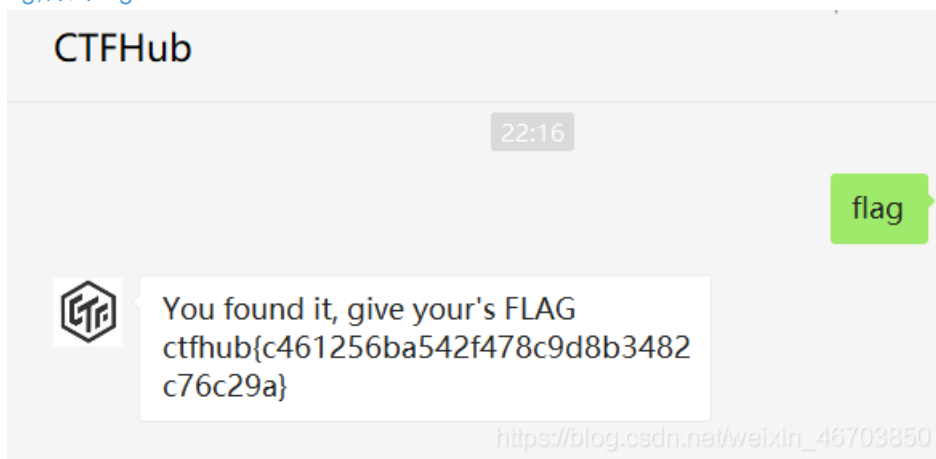 CTFHub
22:16
flag
You found it, give your's FLAG
ctfhub{c461256ba542f478c9d8b3482
c76c29a}
https://blog.csdn.net/weixin_46703850